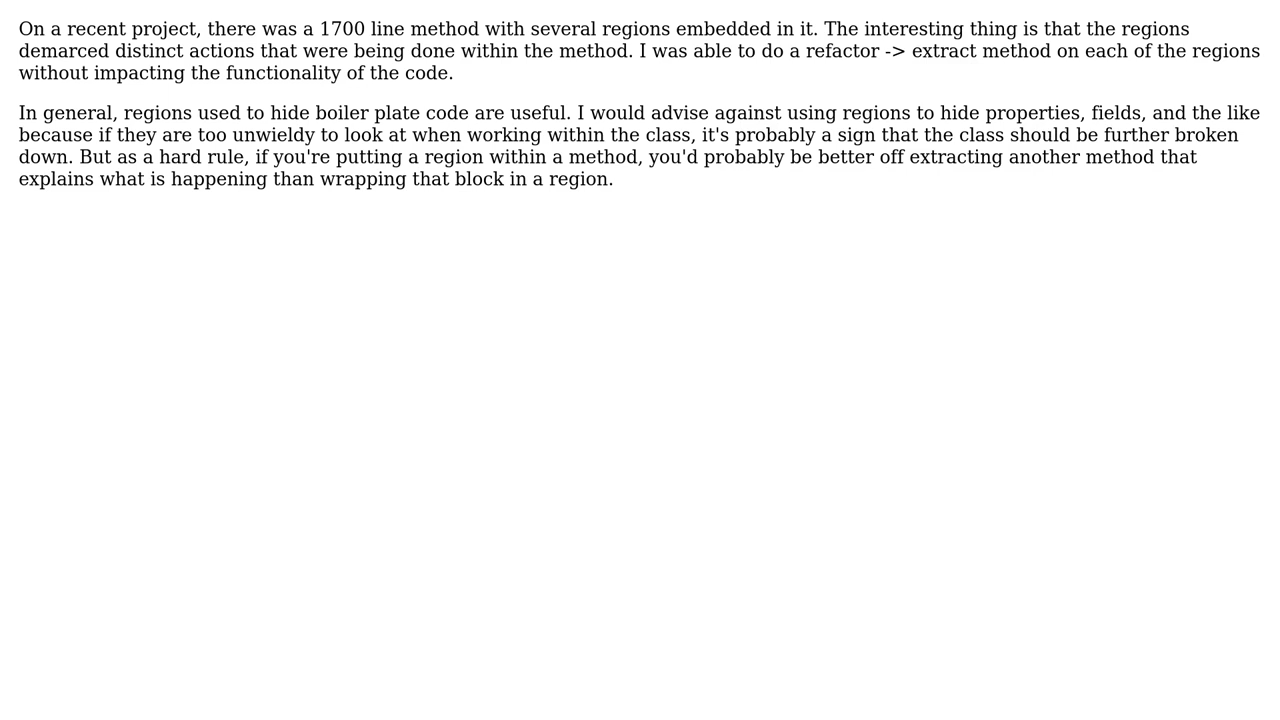 On a recent project, there was a 1700 line method with several regions embedded in it. The interesting thing is that the regions
demarced distinct actions that were being done within the method. I was able to do a refactor -> extract method on each of the regions
without impacting the functionality of the code.
In general, regions used to hide boiler plate code are useful. I would advise against using regions to hide properties, fields, and the like
because if they are too unwieldy to look at when working within the class, it's probably a sign that the class should be further broken
down. But as a hard rule, if you're putting a region within a method, you'd probably be better off extracting another method that
explains what is happening than wrapping that block in a region.